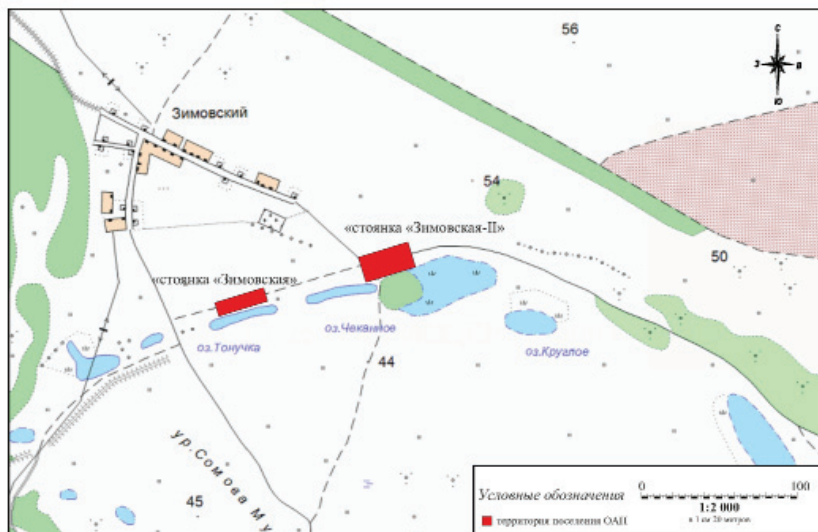 56
С
З В
Ю
Зимовский
54
«стоянка «Зимовская-II»
50
«стоянка «Зимовская»
оз.Чеканное
оз.Тонучка
оз.Круглое
44
ур.Сомова Му
45
Условные обозначения
0 100
1:2 000
в 1 см 20 метров
территория поселения ОАН